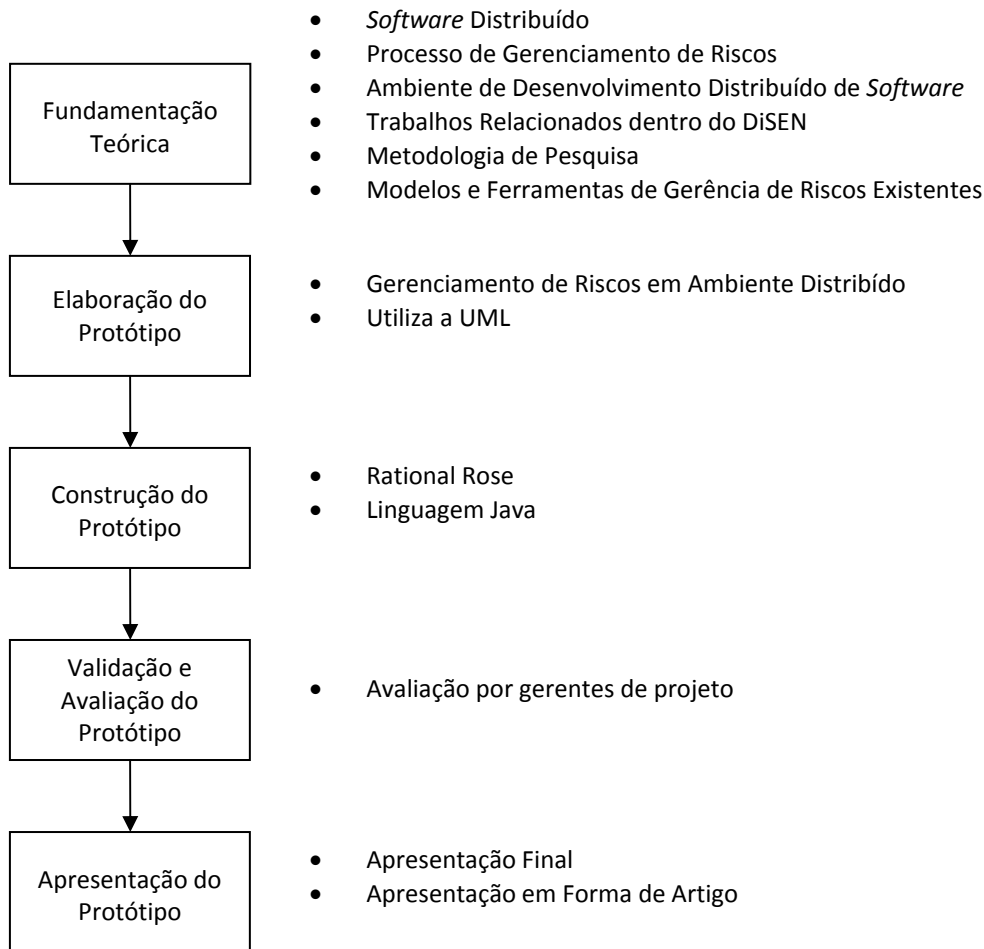 Fundamentação
Teórica
• Software Distribuído
• Processo de Gerenciamento de Riscos
• Ambiente de Desenvolvimento Distribuído de Software
• Trabalhos Relacionados dentro do DiSEN
• Metodologia de Pesquisa
• Modelos e Ferramentas de Gerência de Riscos Existentes
Elaboração do
Protótipo
• Gerenciamento de Riscos em Ambiente Distribído
• Utiliza a UML
Construção do
Protótipo
• Rational Rose
• Linguagem Java
Validação e
Avaliação do
Protótipo
• Avaliação por gerentes de projeto
Apresentação do
Protótipo
• Apresentação Final
• Apresentação em Forma de Artigo